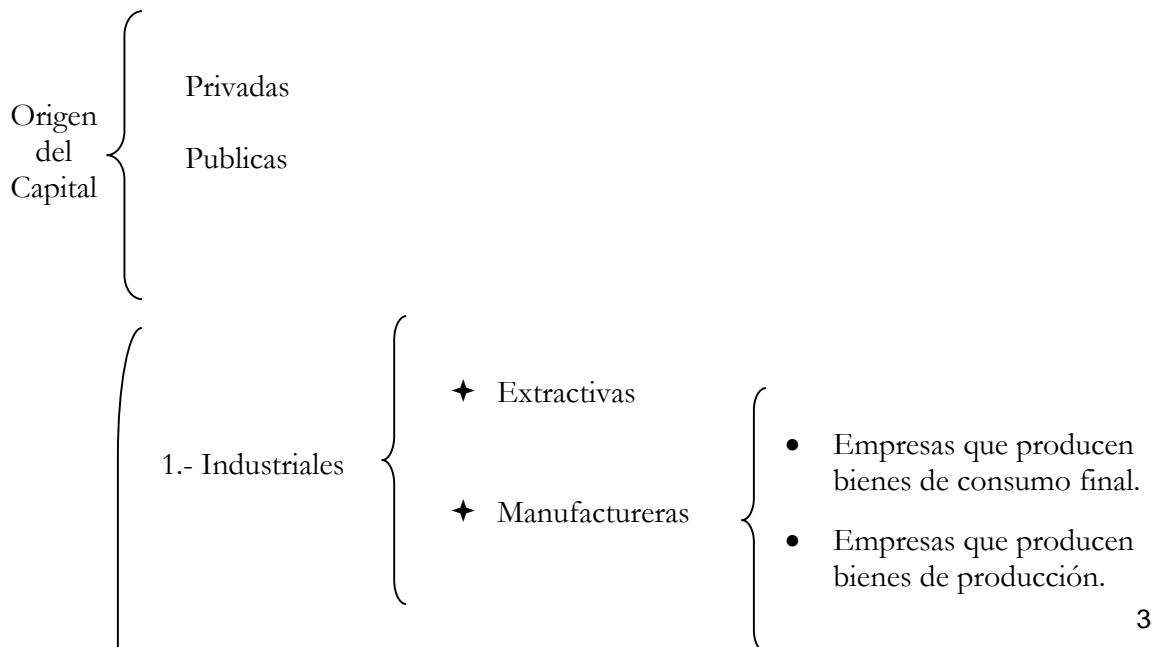 Privadas
Origen
del
Capital
Publicas
✦ Extractivas
1.- Industriales
✦ Manufactureras
• Empresas que producen
bienes de consumo final.
• Empresas que producen
bienes de producción.
3